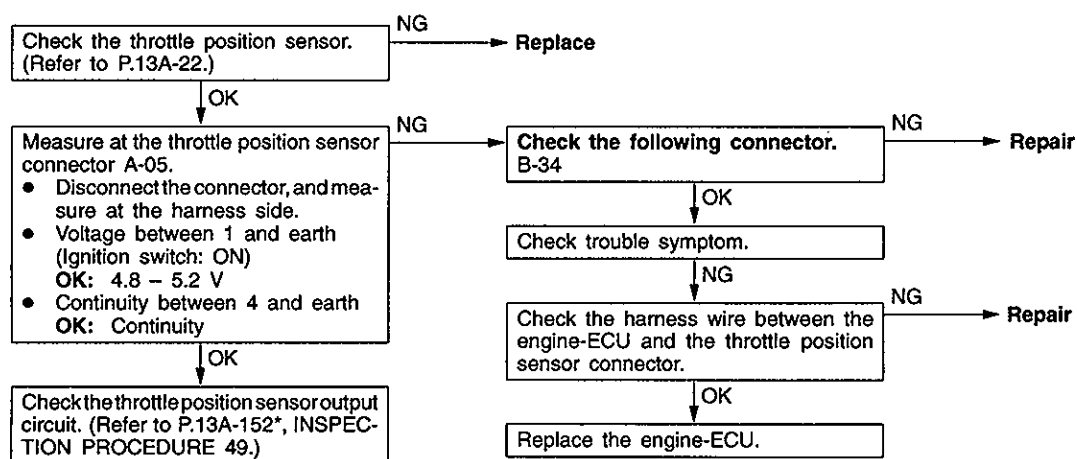 Check the throttle position sensor.
(Refer to P.13A-22.)
NG
Replace
OK
Measure at the throttle position sensor
connector A-05.
● Disconnect the connector, and mea-
sure at the harness side.
● Voltage between 1 and earth
(Ignition switch: ON)
OK: 4.8 – 5.2 V
● Continuity between 4 and earth
OK: Continuity
NG
Check the following connector.
B-34
NG
Repair
OK
Check trouble symptom.
NG
Check the harness wire between the
engine-ECU and the throttle position
sensor connector.
NG
Repair
OK
Replace the engine-ECU.
OK
Check the throttle position sensor output
circuit. (Refer to P.13A-152*, INSPEC-
TION PROCEDURE 49.)